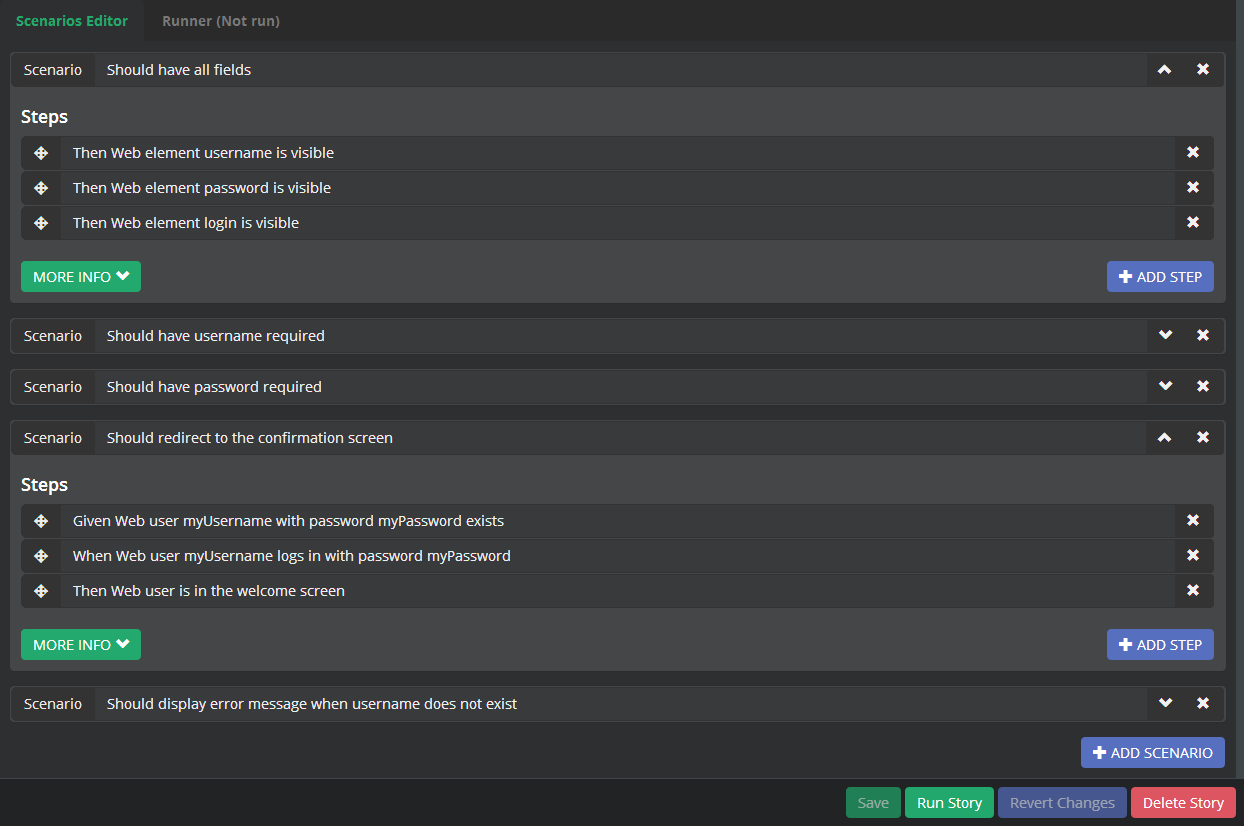 Scenarios Editor Runner (Not run)
Scenario Should have all fields
Steps
Then Web element username is visible
Then Web element password is visible
Then Web element login is visible
MORE INFO ADD STEP
Scenario Should have username required
Scenario Should have password required
Scenario Should redirect to the confirmation screen
Steps
Given Web user myUsername with password myPassword exists
When Web user myUsername logs in with password myPassword
Then Web user is in the welcome screen
MORE INFO ADD STEP
Scenario Should display error message when username does not exist
ADD SCENARIO
Save Run Story Revert Changes Delete Story